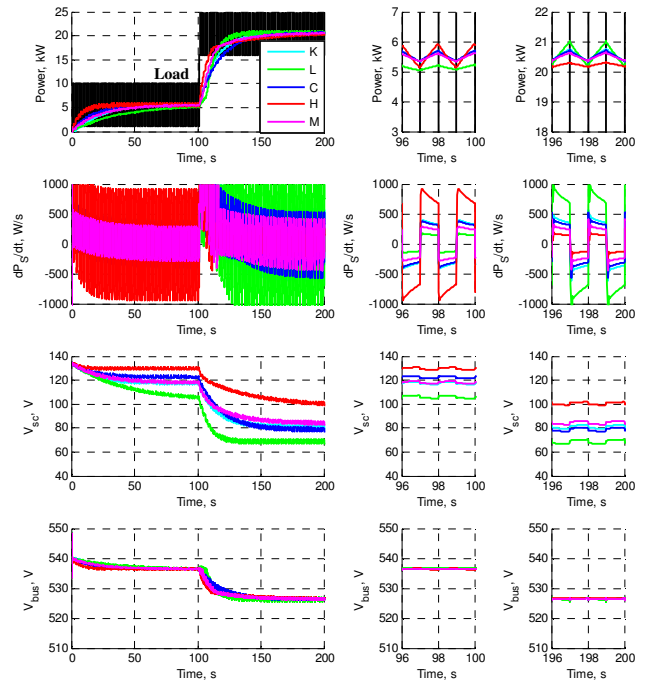 25
20
15
10
5
0
Power, kW
Load
K
L
C
H
M
0 50 100 150 200
Time, s
7
6
5
4
3
Power, kW
96 98 100
Time, s
22
21
20
19
18
Power, kW
196 198 200
Time, s
1000
500
0
-500
-1000
dP_S/dt, W/s
0 50 100 150 200
Time, s
1000
500
0
-500
-1000
dP_S/dt, W/s
96 98 100
Time, s
1000
500
0
-500
-1000
dP_S/dt, W/s
196 198 200
Time, s
140
120
100
80
60
40
V_sc, V
0 50 100 150 200
Time, s
140
120
100
80
60
40
V_sc, V
96 98 100
Time, s
140
120
100
80
60
40
V_sc, V
196 198 200
Time, s
550
540
530
520
510
V_bus, V
0 50 100 150 200
Time, s
550
540
530
520
510
V_bus, V
96 98 100
Time, s
550
540
530
520
510
V_bus, V
196 198 200
Time, s